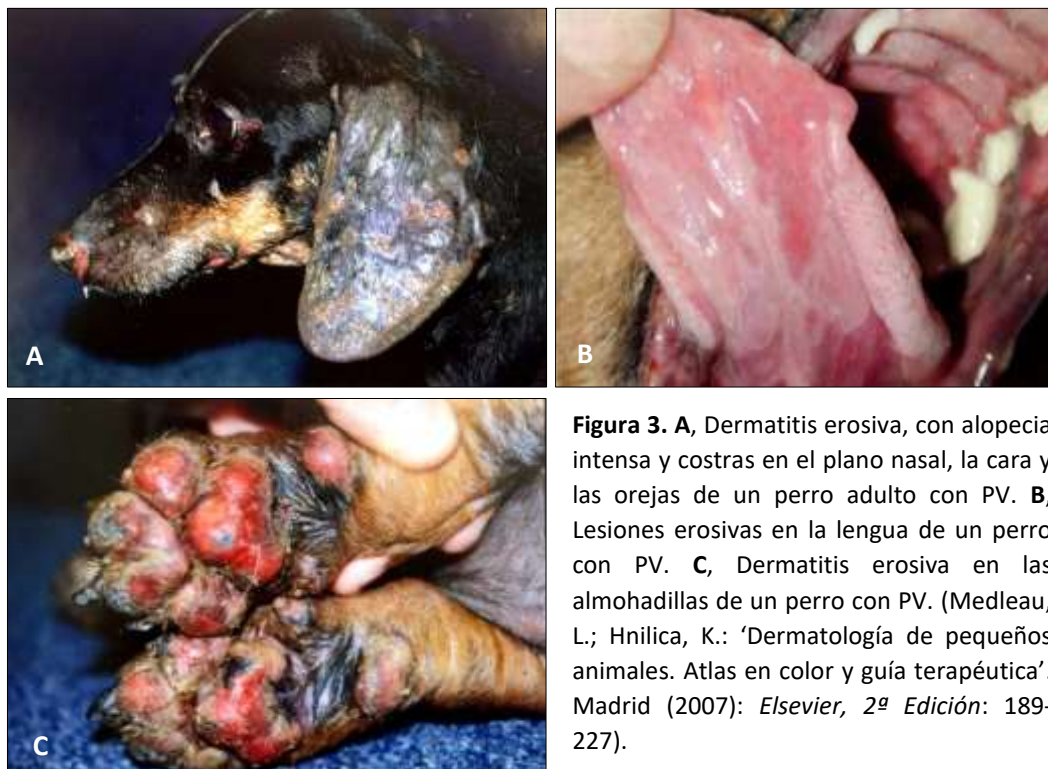 A
B
C
Figura 3. A, Dermatitis erosiva, con alopecia
intensa y costras en el plano nasal, la cara y
las orejas de un perro adulto con PV. B,
Lesiones erosivas en la lengua de un perro
con PV. C, Dermatitis erosiva en las
almohadillas de un perro con PV. (Medleau,
L.; Hnilica, K.: ‘Dermatología de pequeños
animales. Atlas en color y guía terapéutica’.
Madrid (2007): Elsevier, 2ª Edición: 189-
227).